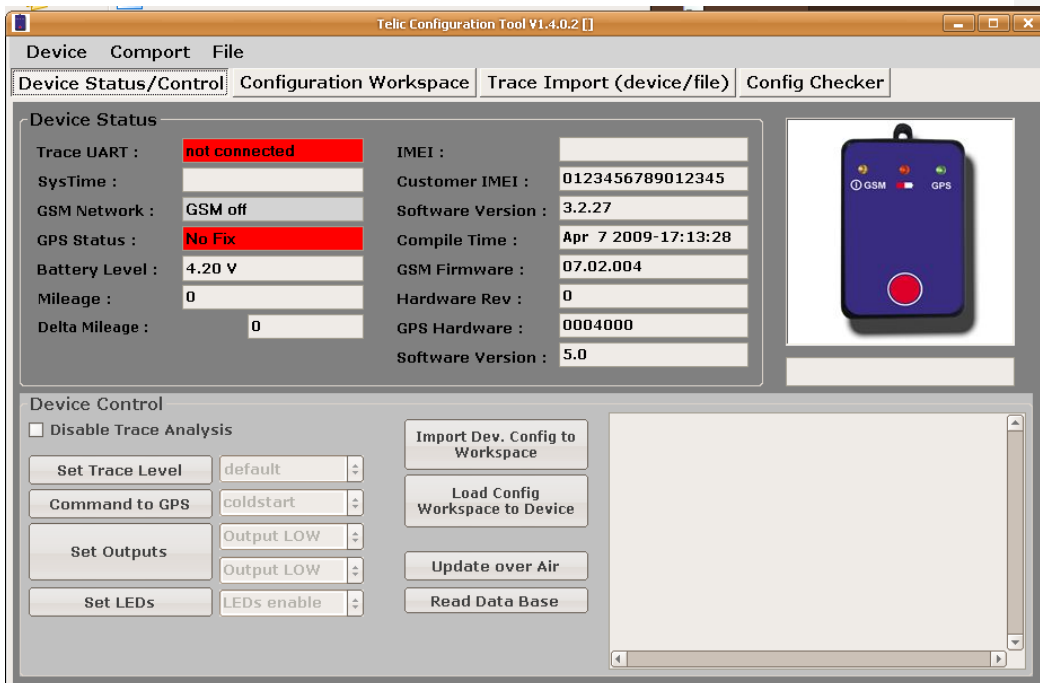 Telic Configuration Tool V1.4.0.2 []
Device Comport File
Device Status/Control Configuration Workspace Trace Import (device/file) Config Checker
Device Status
Trace UART : not connected
SysTime :
GSM Network : GSM off
GPS Status : No Fix
Battery Level : 4.20 V
Mileage : 0
Delta Mileage : 0
IMEI :
Customer IMEI : 0123456789012345
Software Version : 3.2.27
Compile Time : Apr 7 2009-17:13:28
GSM Firmware : 07.02.004
Hardware Rev : 0
GPS Hardware : 0004000
Software Version : 5.0
GSM GPS
Device Control
Disable Trace Analysis
Set Trace Level default
Command to GPS coldstart
Set Outputs Output LOW
Output LOW
Set LEDs LEDs enable
Import Dev. Config to
Workspace
Load Config
Workspace to Device
Update over Air
Read Data Base